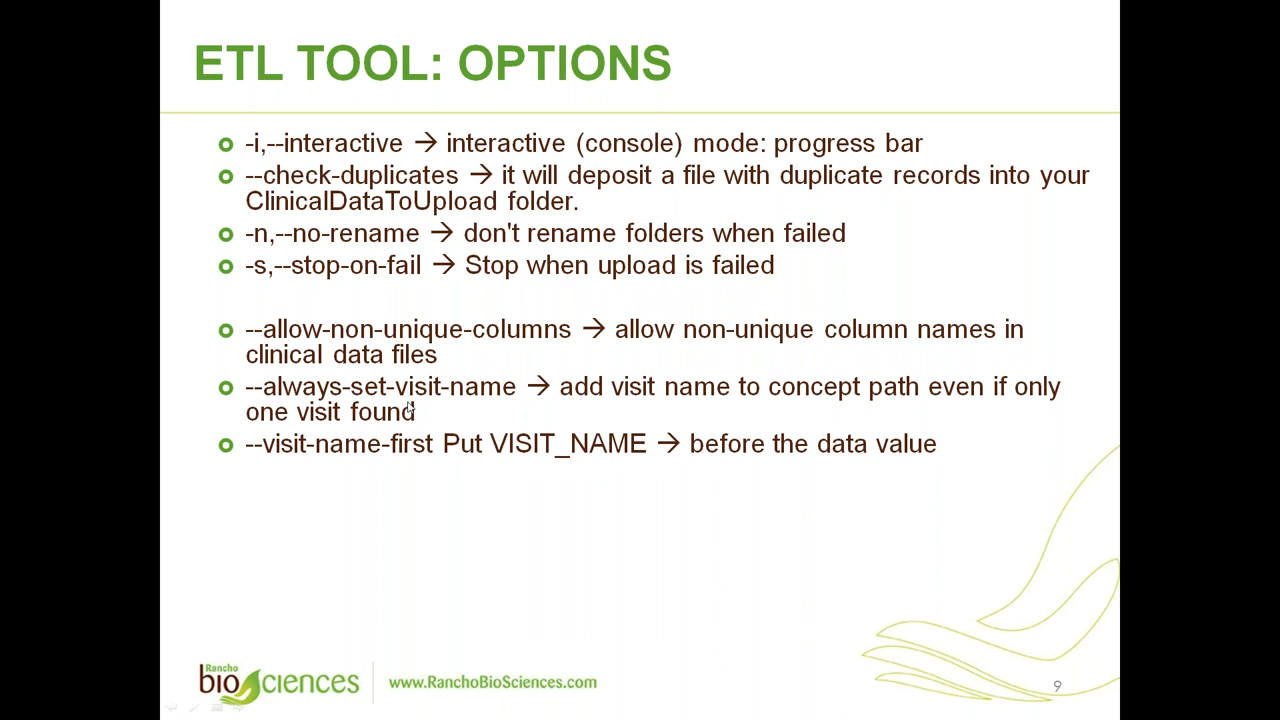 ETL TOOL: OPTIONS
-i,--interactive → interactive (console) mode: progress bar
--check-duplicates → it will deposit a file with duplicate records into your
ClinicalDataToUpload folder.
-n,--no-rename → don't rename folders when failed
-s,--stop-on-fail → Stop when upload is failed
--allow-non-unique-columns → allow non-unique column names in
clinical data files
--always-set-visit-name → add visit name to concept path even if only
one visit found
--visit-name-first Put VISIT_NAME → before the data value
Rancho
bioSciences
www.RanchoBioSciences.com
9